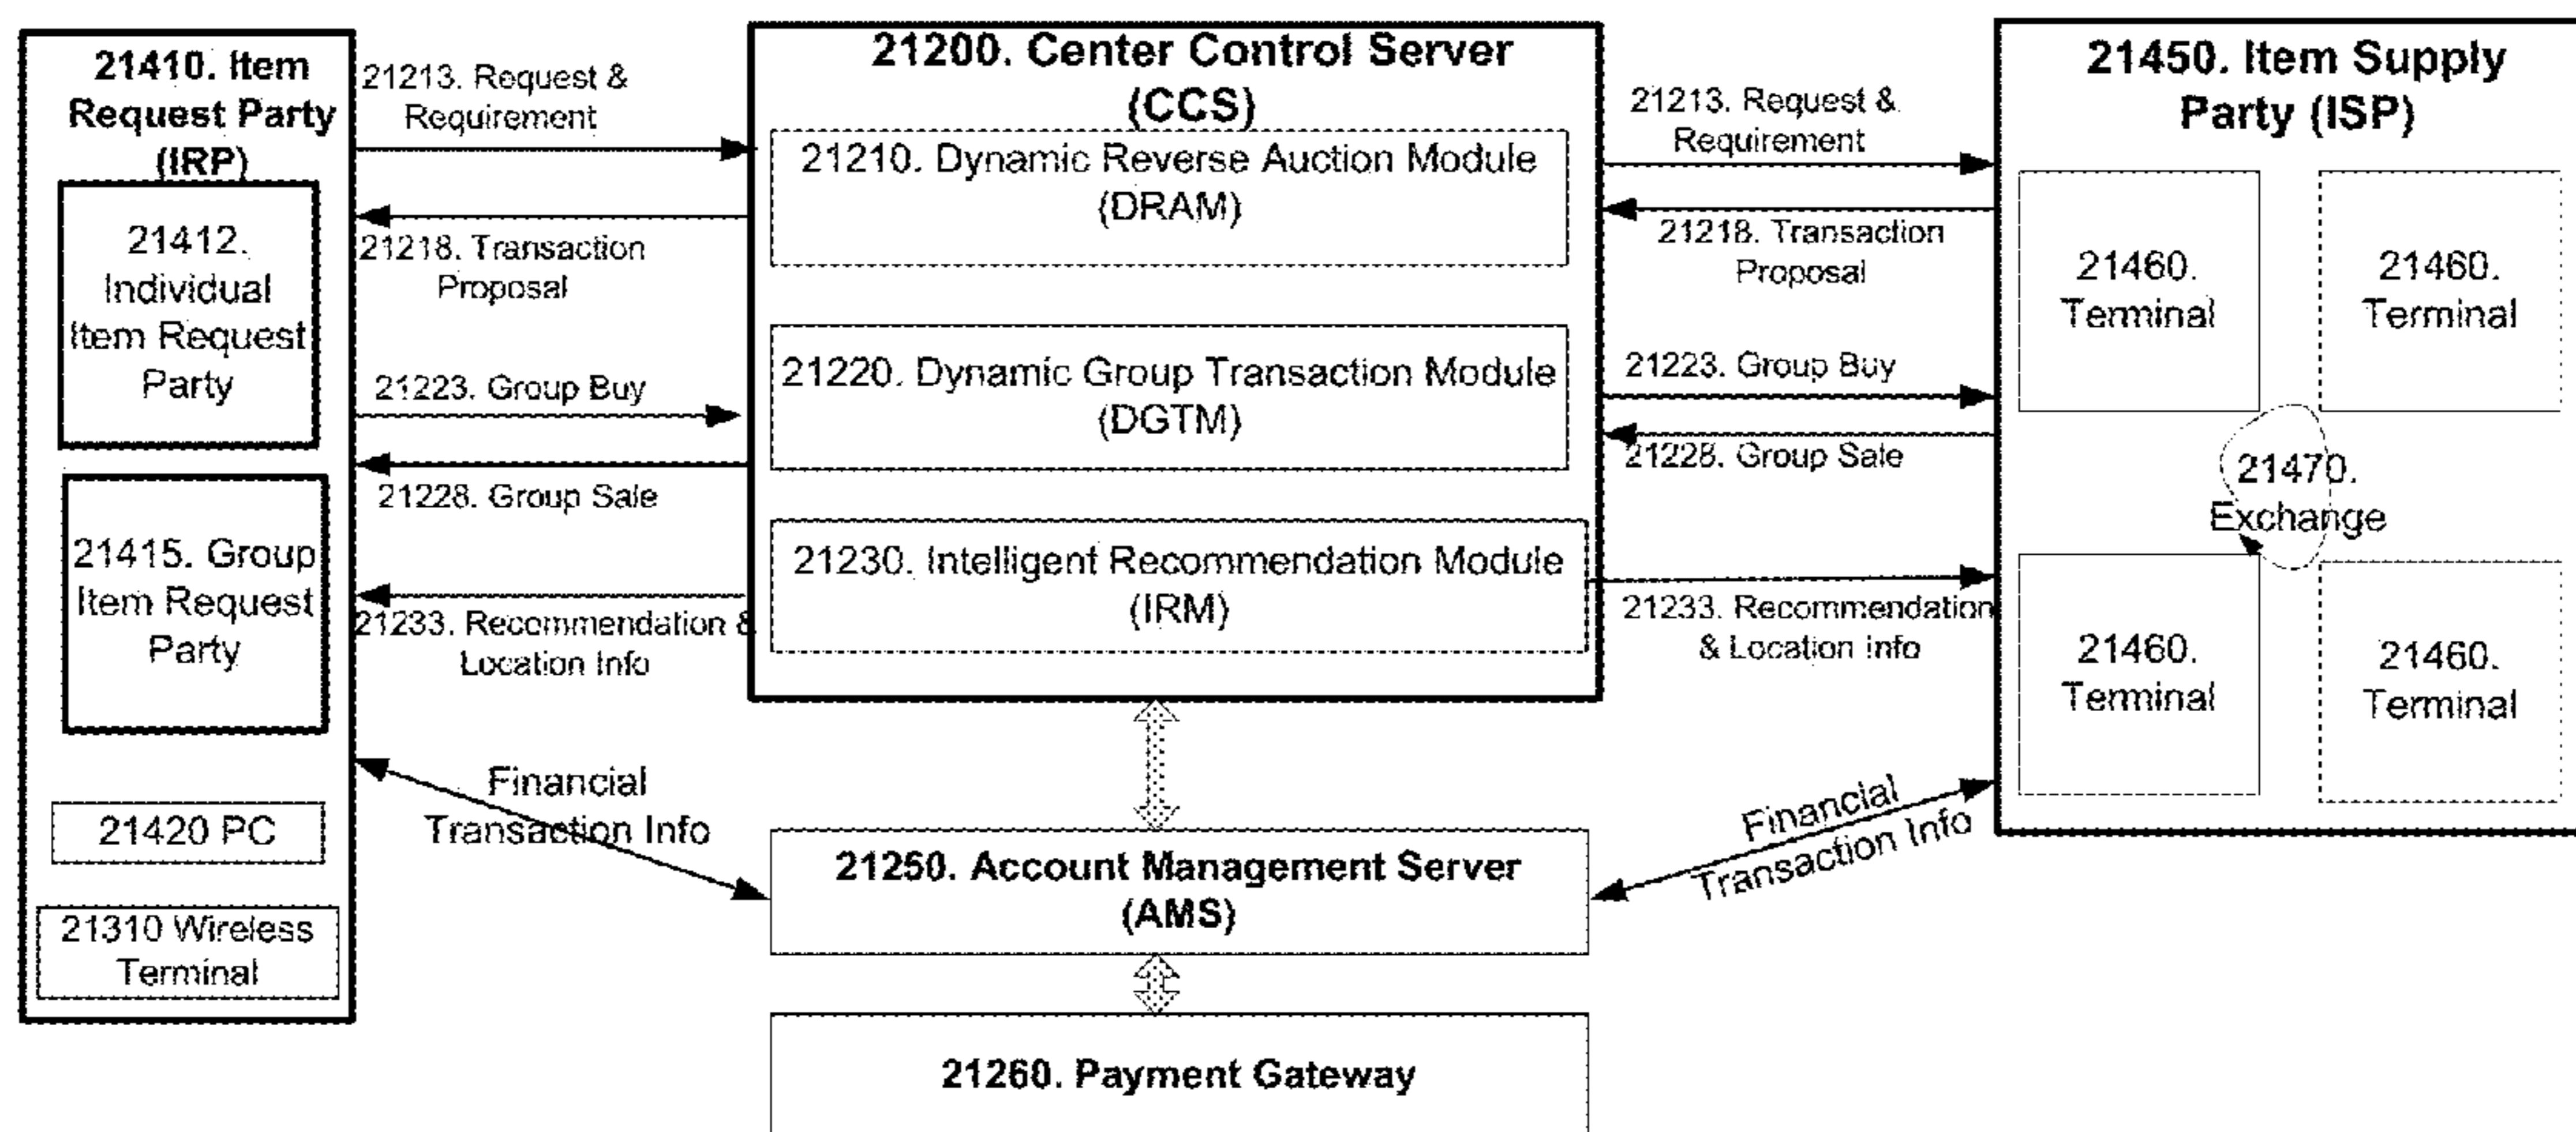 21410. Item
Request Party
(IRP)
21412.
Individual
Item Request
Party
21415. Group
Item Request
Party
21420 PC
21310 Wireless
Terminal
21213. Request &
Requirement
21218. Transaction
Proposal
21223. Group Buy
21228. Group Sale
21233. Recommendation &
Location Info
Financial
Transaction Info
21200. Center Control Server
(CCS)
21210. Dynamic Reverse Auction Module
(DRAM)
21220. Dynamic Group Transaction Module
(DGTM)
21230. Intelligent Recommendation Module
(IRM)
21250. Account Management Server
(AMS)
21260. Payment Gateway
21213. Request &
Requirement
21218. Transaction
Proposal
21223. Group Buy
21228. Group Sale
21233. Recommendation
& Location Info
Financial
Transaction Info
21450. Item Supply
Party (ISP)
21460.
Terminal
21460.
Terminal
21470.
Exchange
21460.
Terminal
21460.
Terminal